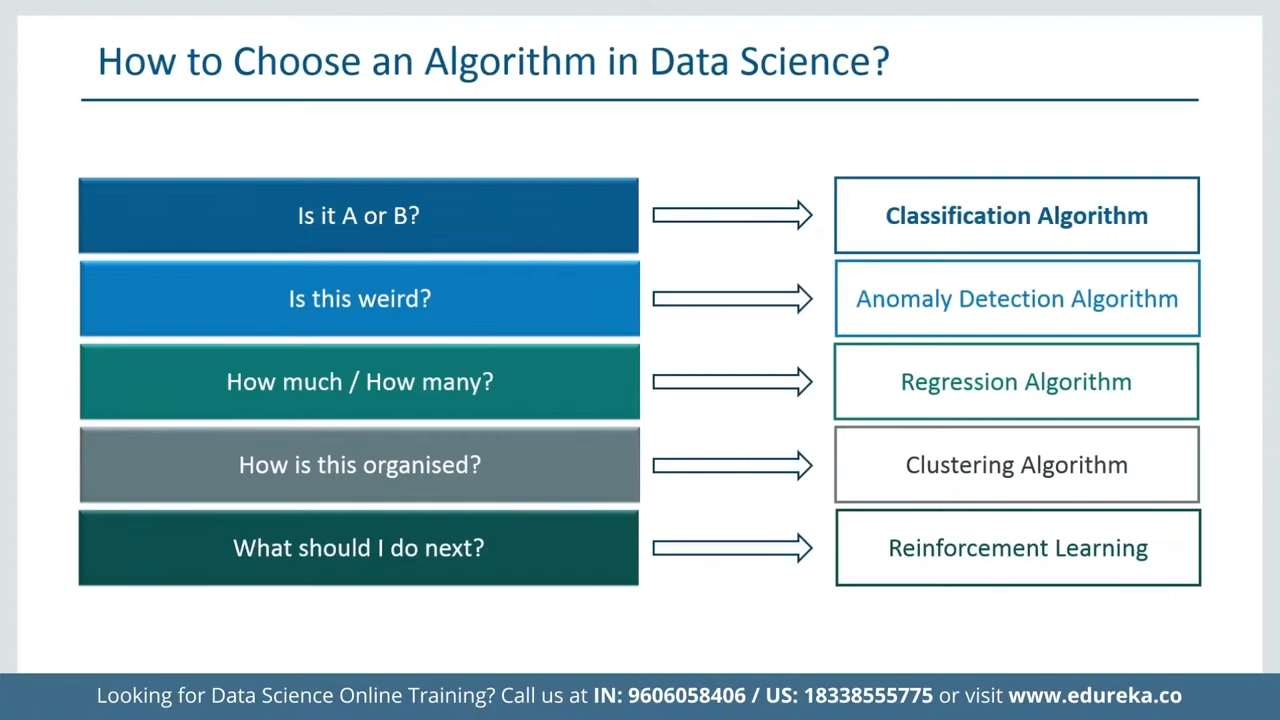 How to Choose an Algorithm in Data Science?
Is it A or B?
Classification Algorithm
Is this weird?
Anomaly Detection Algorithm
How much / How many?
Regression Algorithm
How is this organised?
Clustering Algorithm
What should I do next?
Reinforcement Learning
Looking for Data Science Online Training? Call us at IN: 9606058406 / US: 18338555775 or visit www.edureka.co